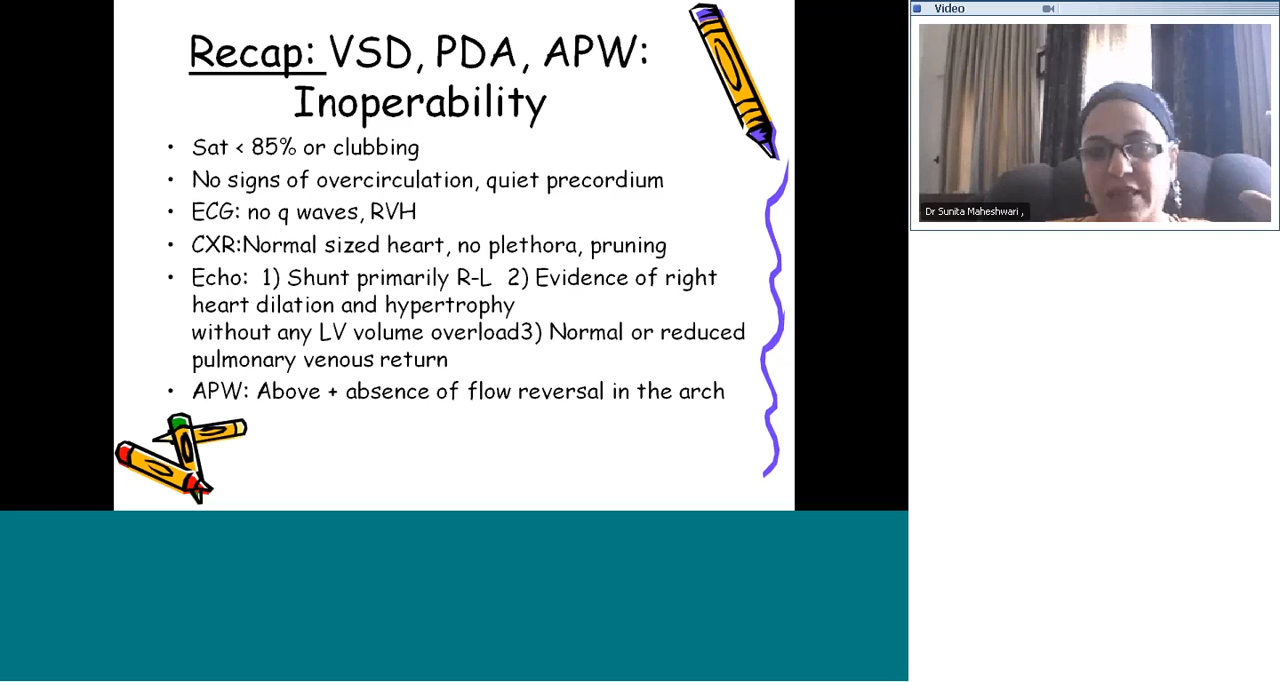 Recap: VSD, PDA, APW:
Inoperability
• Sat < 85% or clubbing
• No signs of overcirculation, quiet precordium
• ECG: no q waves, RVH
• CXR:Normal sized heart, no plethora, pruning
• Echo: 1) Shunt primarily R-L 2) Evidence of right
heart dilation and hypertrophy
without any LV volume overload3) Normal or reduced
pulmonary venous return
• APW: Above + absence of flow reversal in the arch
Video
Dr Sunita Maheshwari ,